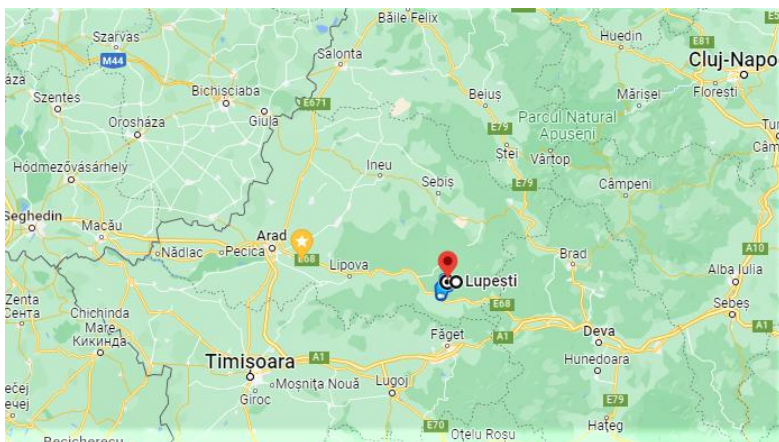 Băile Felix
Szarvas
Huedin
E81
M44
Salonta
Cluj-Napo
Szentes
Bichișciaba
E671
Beiuș
Mărișel
Florești
Orosháza
Giula
E79
Parcul Natural
Apuseni
Ștei
Vârtop
Hódmezővásárhely
Ineu
Sebiș
E79
Câmpeni
Seghedin
Macău
Arad
A10
Nădlac
Pecica
E68
Lipova
Brad
Lupești
Alba Iulia
Zenta
Сента
Chichinda
Mare
Кикинда
E68
Sebeș
Făget
A1
Deva
A1
Timișoara
A1
Hunedoara
Moșnița Nouă
Lugoj
Giroc
E79
E70
Oțelu Roșu
Hațeg